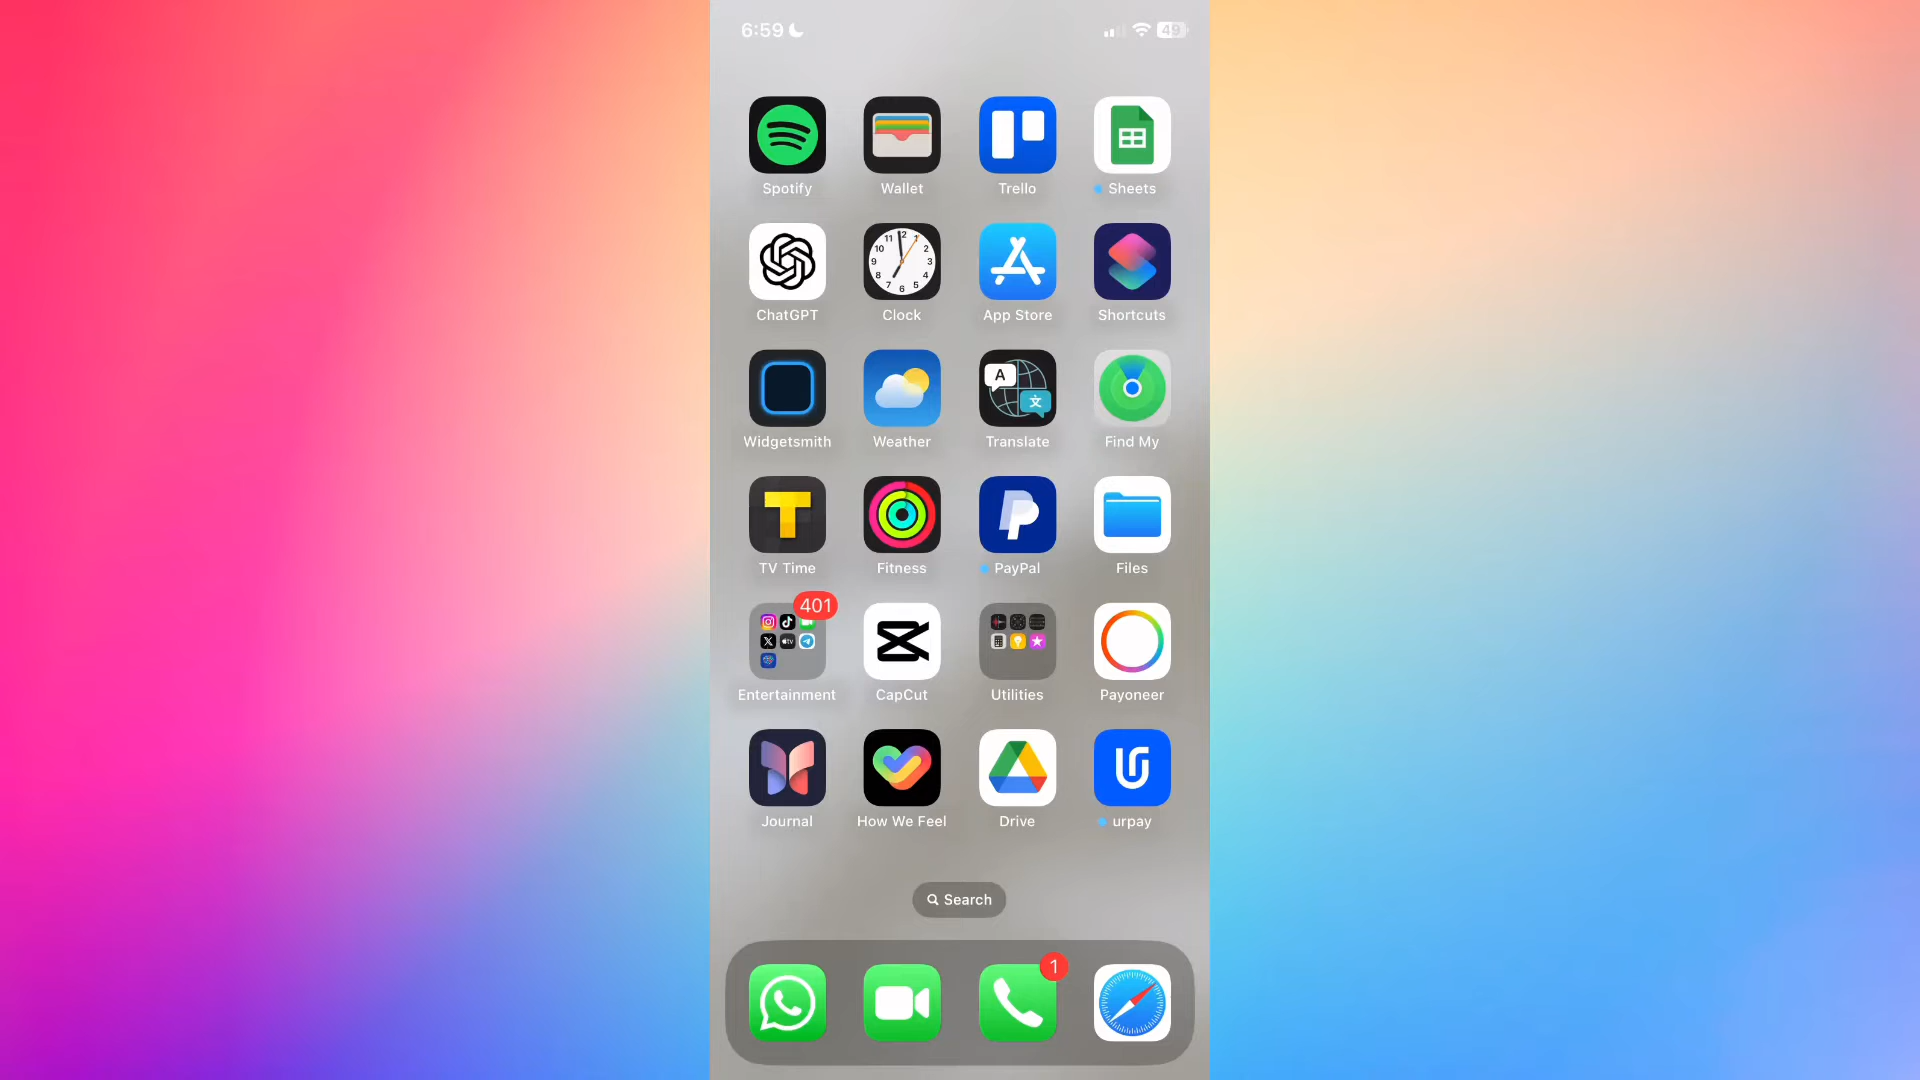 6:59
49
Spotify
Wallet
Trello
Sheets
ChatGPT
Clock
App Store
Shortcuts
Widgetsmith
Weather
Translate
Find My
TV Time
Fitness
PayPal
Files
401
Entertainment
CapCut
Utilities
Payoneer
Journal
How We Feel
Drive
urpay
Search
1